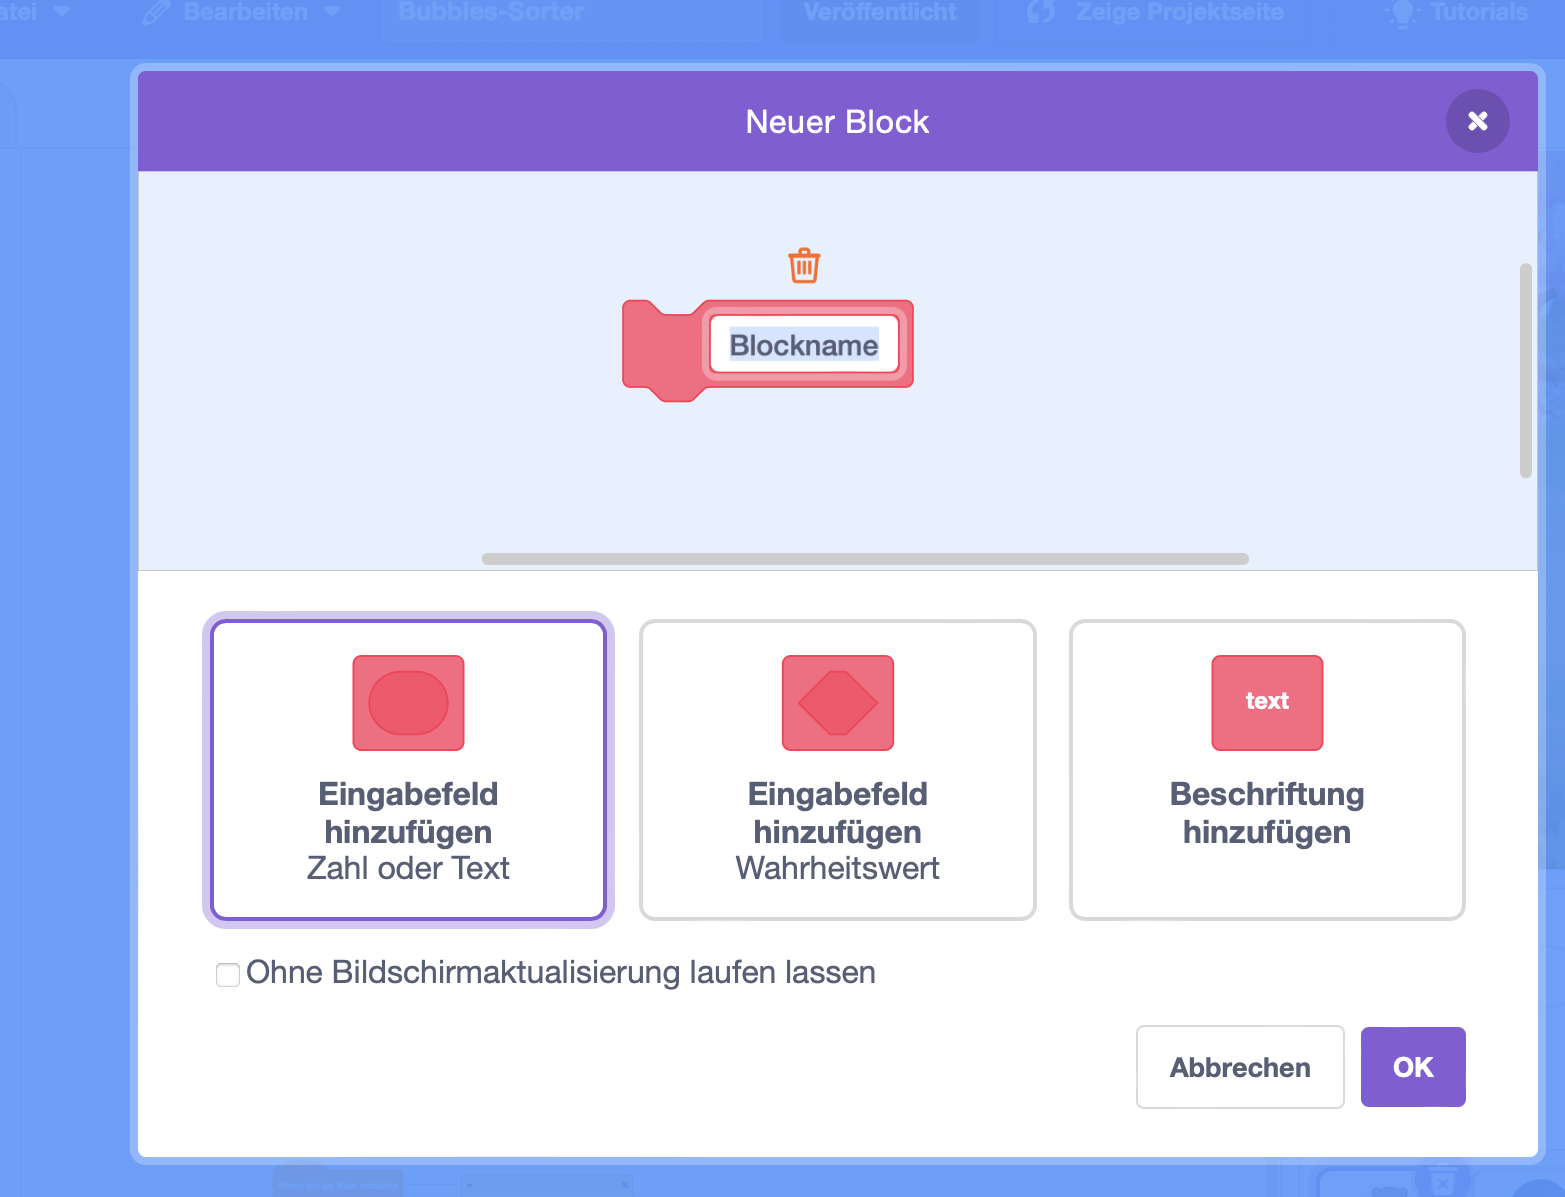 atei Bearbeiten Bubbles-Sorter Veröffentlicht Zeige Projektseite Tutorials
Neuer Block
Blockname
text
Eingabefeld
hinzufügen
Zahl oder Text
Eingabefeld
hinzufügen
Wahrheitswert
Beschriftung
hinzufügen
Ohne Bildschirmaktualisierung laufen lassen
Abbrechen
OK